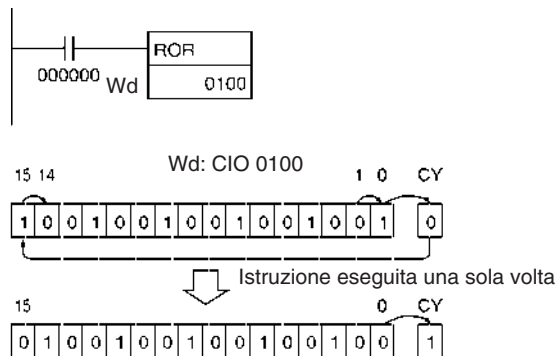 ROR
000000 Wd 0100
Wd: CIO 0100
15 14 1 0 CY
1 0 0 1 0 0 1 0 0 1 0 0 1 0 0 1 0
Istruzione eseguita una sola volta
15 0 CY
0 1 0 0 1 0 0 1 0 0 1 0 0 1 0 0 1